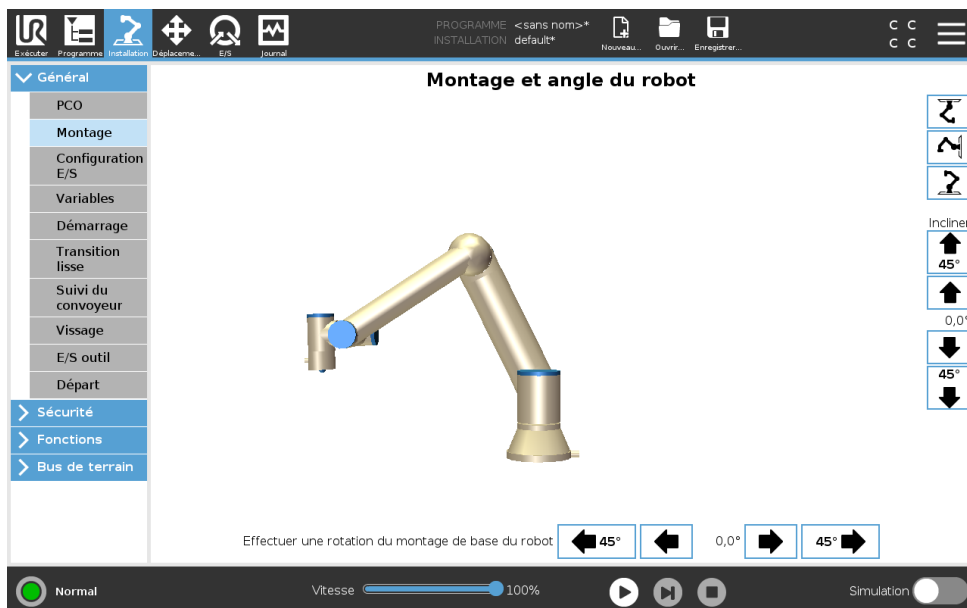 UR
Exécuter
Programme
Installation
Déplaceme...
E/S
Journal
PROGRAMME <sans nom>*
INSTALLATION default*
Nouveau...
Ouvrir...
Enregistrer...
C C
C C
Général
PCO
Montage
Configuration
E/S
Variables
Démarrage
Transition
lisse
Suivi du
convoyeur
Vissage
E/S outil
Départ
Sécurité
Fonctions
Bus de terrain
Montage et angle du robot
Incliner
45°
0,0°
45°
Effectuer une rotation du montage de base du robot 45° 0,0° 45°
Normal
Vitesse 100%
Simulation